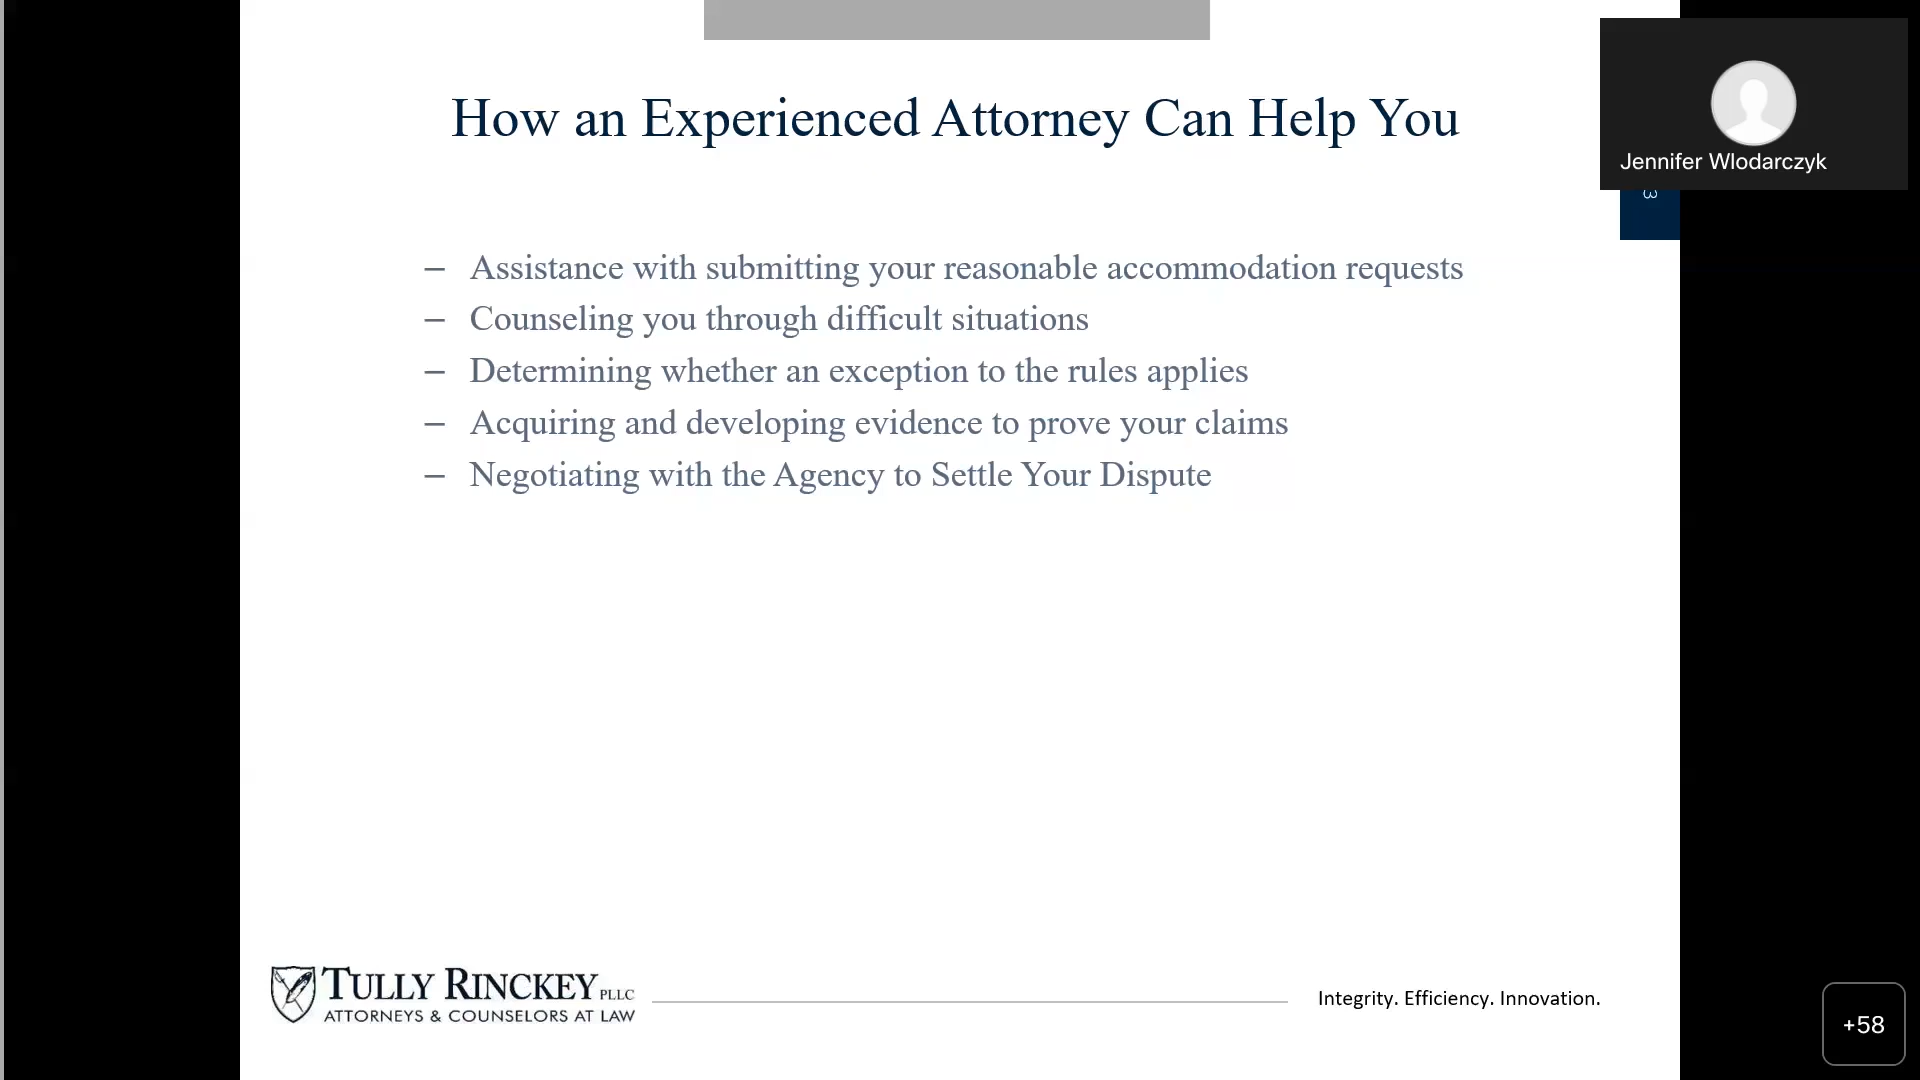 How an Experienced Attorney Can Help You
Jennifer Wlodarczyk
3
– Assistance with submitting your reasonable accommodation requests
– Counseling you through difficult situations
– Determining whether an exception to the rules applies
– Acquiring and developing evidence to prove your claims
– Negotiating with the Agency to Settle Your Dispute
TULLY RINCKEY PLLC
ATTORNEYS & COUNSELORS AT LAW
Integrity. Efficiency. Innovation.
+58